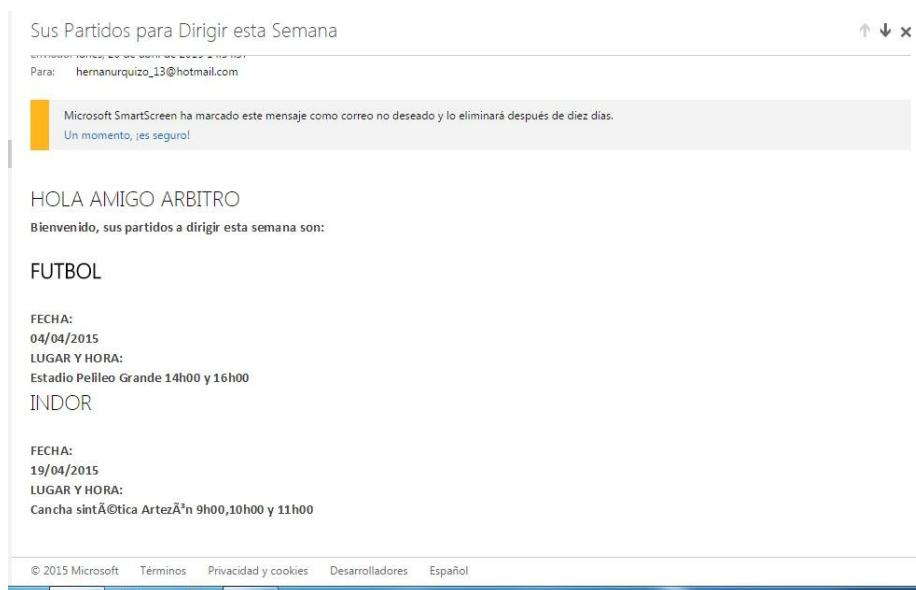 Sus Partidos para Dirigir esta Semana
Para: hernanurquizo_13@hotmail.com
Microsoft SmartScreen ha marcado este mensaje como correo no deseado y lo eliminará después de diez días.
Un momento, ¡es seguro!
HOLA AMIGO ARBITRO
Bienvenido, sus partidos a dirigir esta semana son:
FUTBOL
FECHA:
04/04/2015
LUGAR Y HORA:
Estadio Pelileo Grande 14h00 y 16h00
INDOR
FECHA:
19/04/2015
LUGAR Y HORA:
Cancha sintÃ©tica ArtezÃ³n 9h00,10h00 y 11h00
© 2015 Microsoft Términos Privacidad y cookies Desarrolladores Español